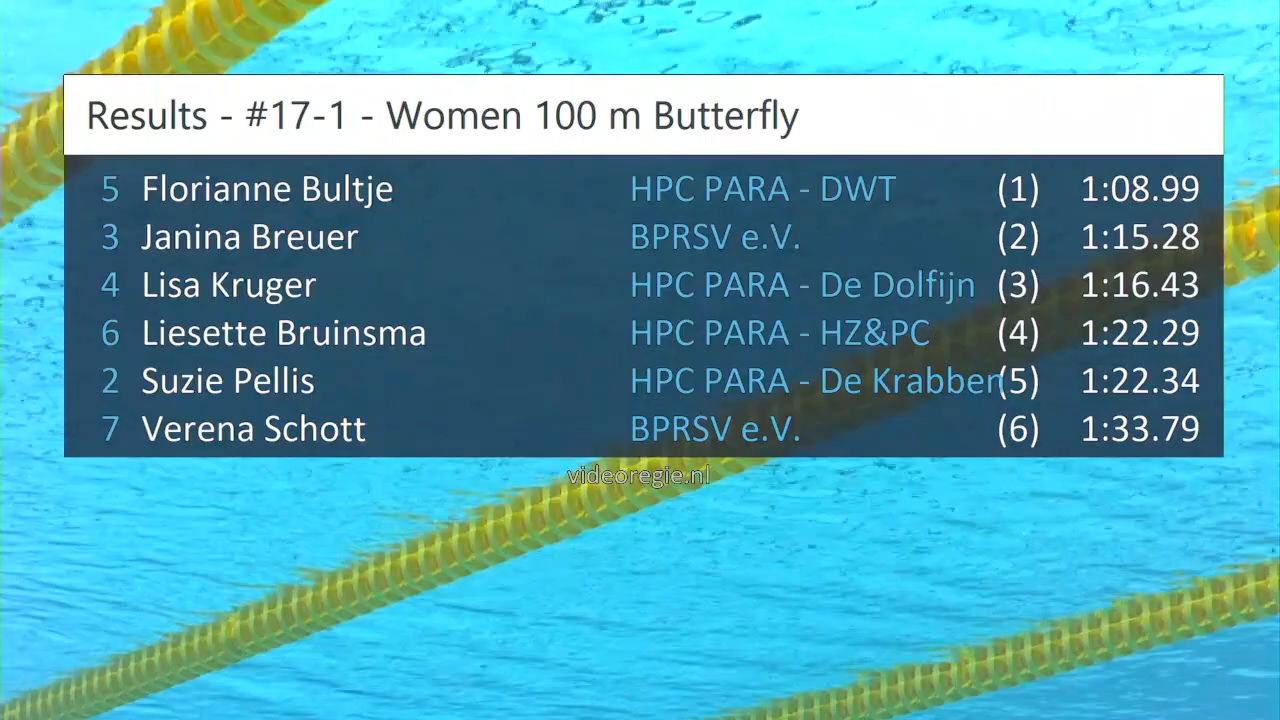 Results - #17-1 - Women 100 m Butterfly
5 Florianne Bultje HPC PARA - DWT (1) 1:08.99
3 Janina Breuer BPRSV e.V. (2) 1:15.28
4 Lisa Kruger HPC PARA - De Dolfijn (3) 1:16.43
6 Liesette Bruinsma HPC PARA - HZ&PC (4) 1:22.29
2 Suzie Pellis HPC PARA - De Krabben (5) 1:22.34
7 Verena Schott BPRSV e.V. (6) 1:33.79
videoregie.nl